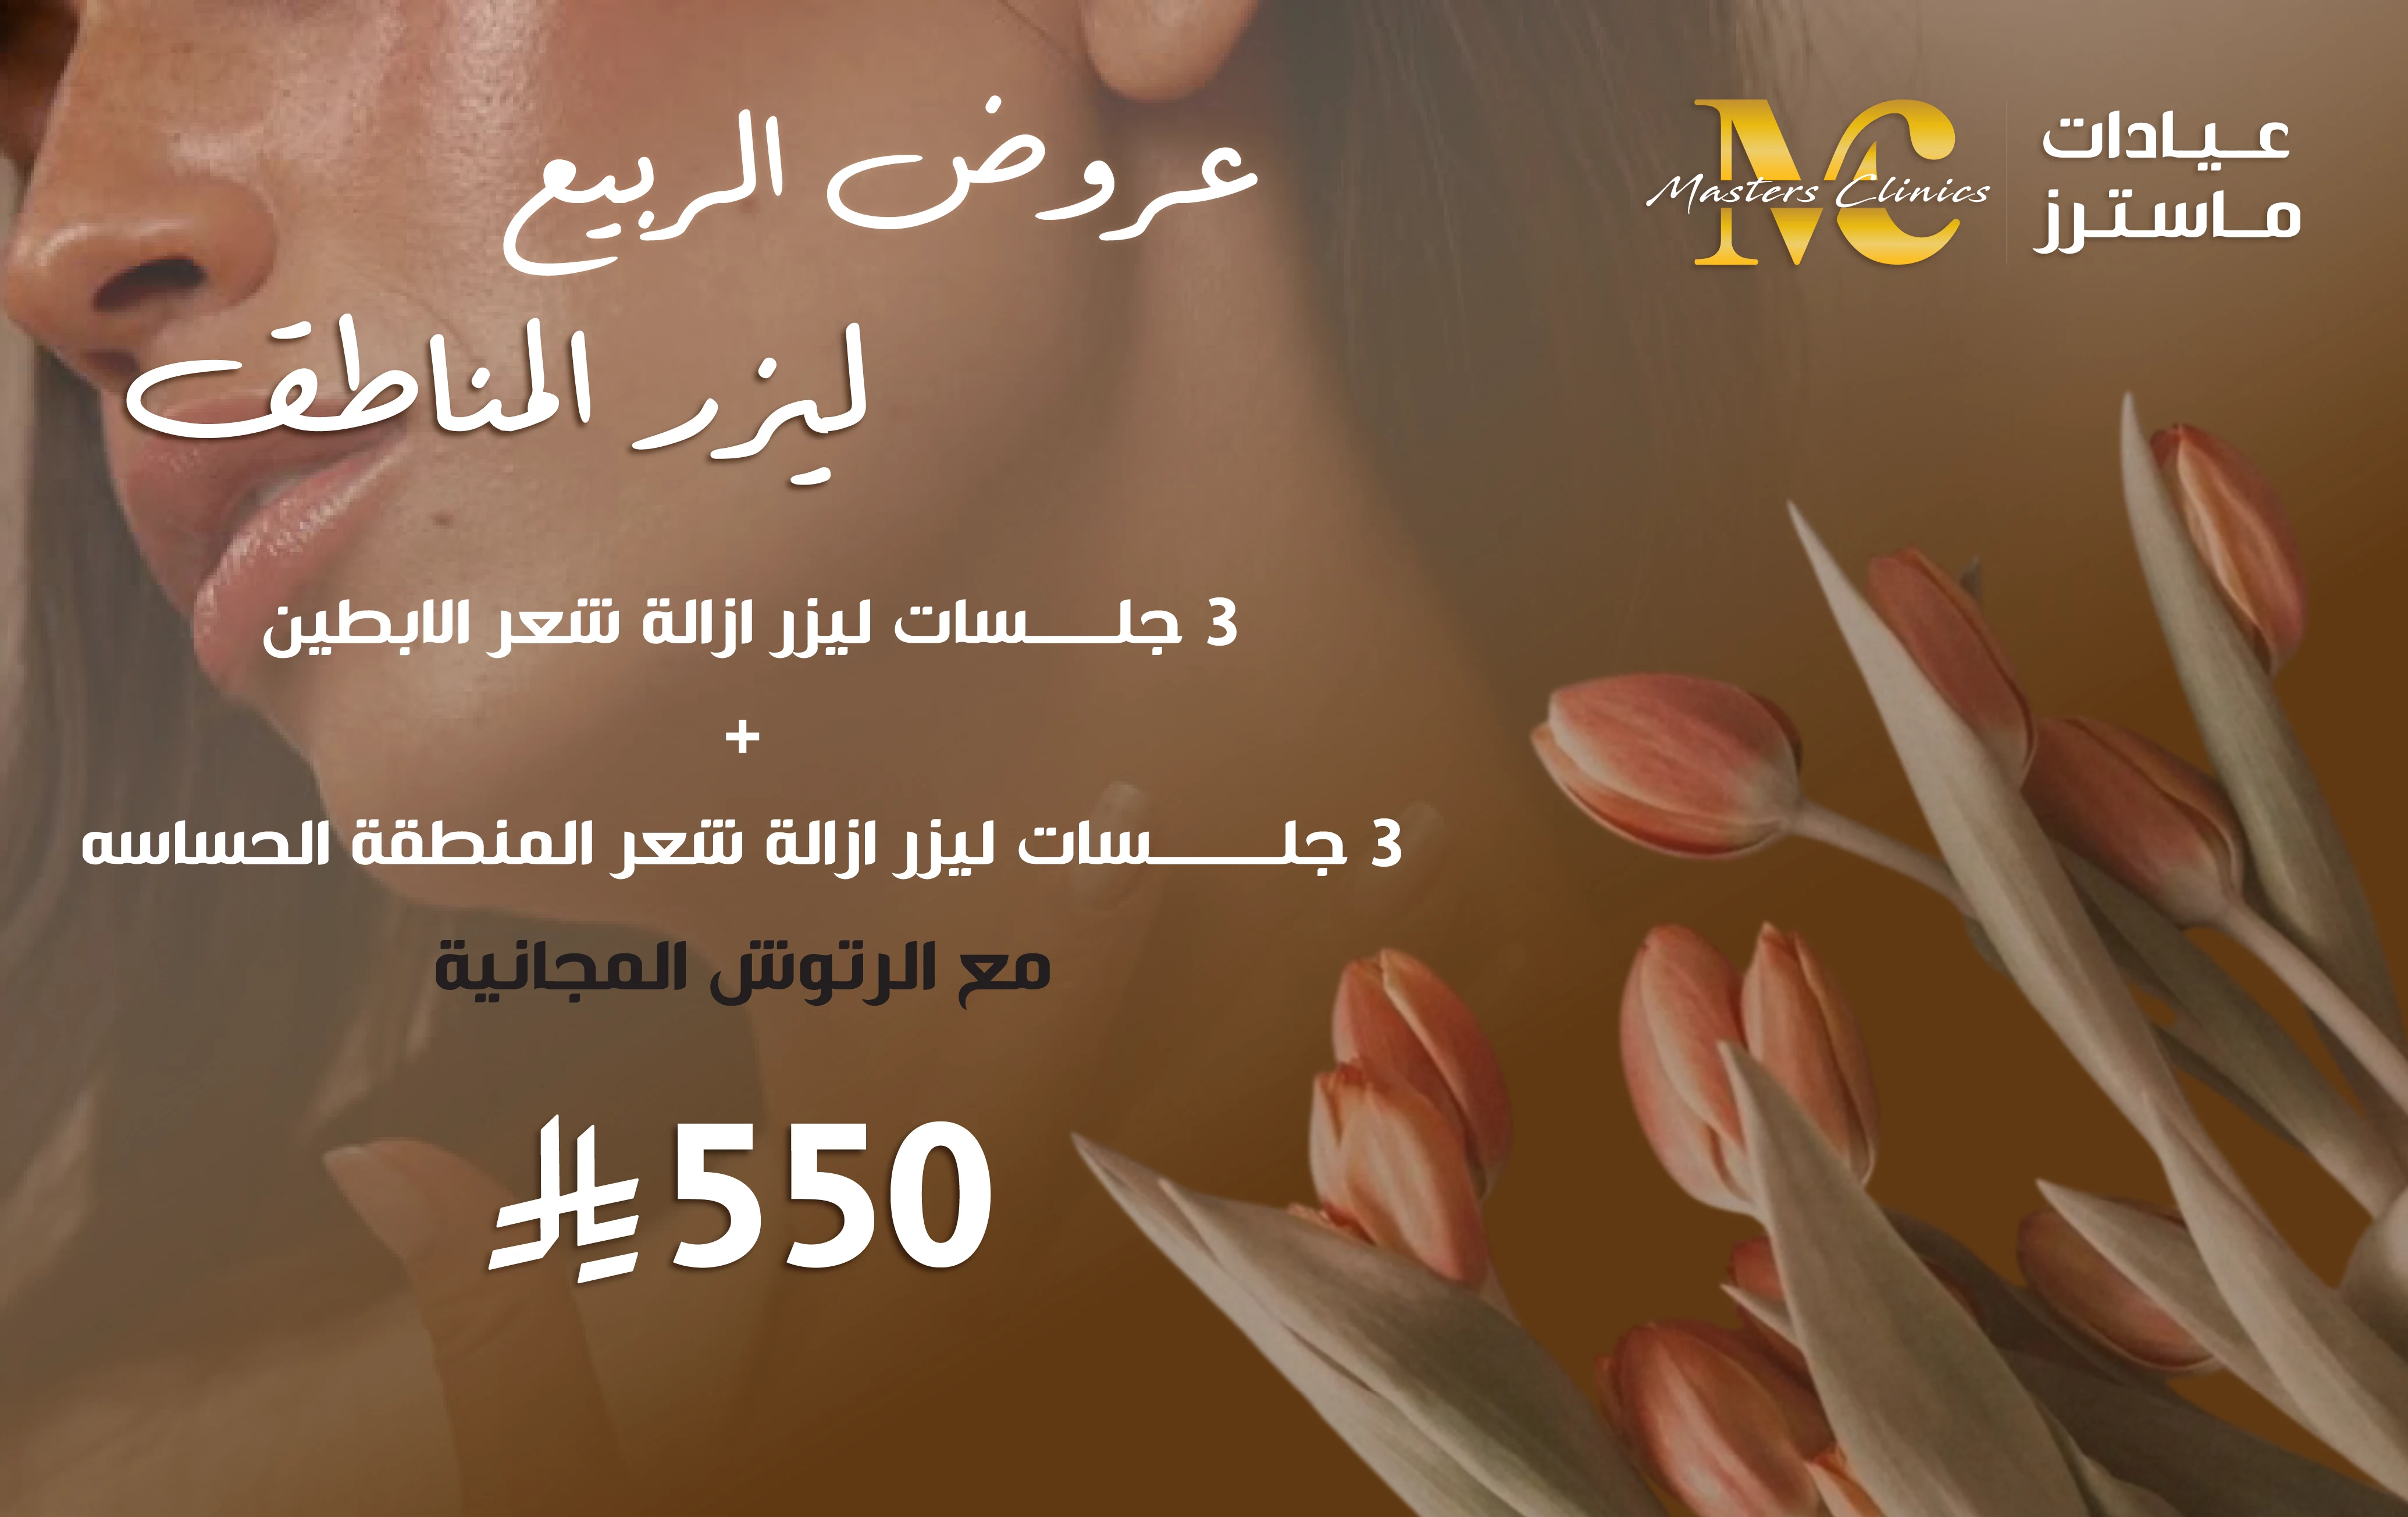 عيادات
ماسترز
MC
Masters Clinics
عروض الربيع
ليزر المناطق
3 جلسات ليزر ازالة شعر الابطين
+
3 جلسات ليزر ازالة شعر المنطقة الحساسه
مع الرتوش المجانية
550 ⃁